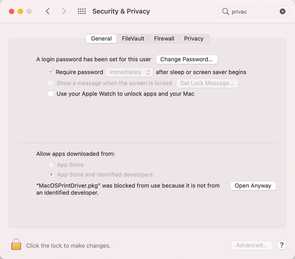 Security & Privacy
privac
General
FileVault
Firewall
Privacy
A login password has been set for this user
Change Password...
Require password
immediately
after sleep or screen saver begins
Show a message when the screen is locked
Set Lock Message...
Use your Apple Watch to unlock apps and your Mac
Allow apps downloaded from:
App Store
App Store and identified developers
"MacOSPrintDriver.pkg" was blocked from use because it is not from
an identified developer.
Open Anyway
Click the lock to make changes.
Advanced...
?